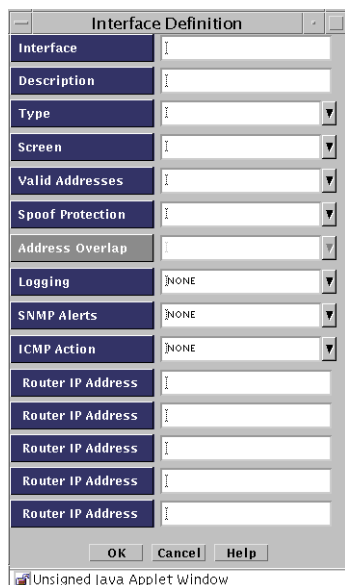 Interface Definition
Interface
Description
Type
Screen
Valid Addresses
Spoof Protection
Address Overlap
Logging NONE
SNMP Alerts NONE
ICMP Action NONE
Router IP Address
Router IP Address
Router IP Address
Router IP Address
Router IP Address
OK Cancel Help
Unsigned Java Applet Window